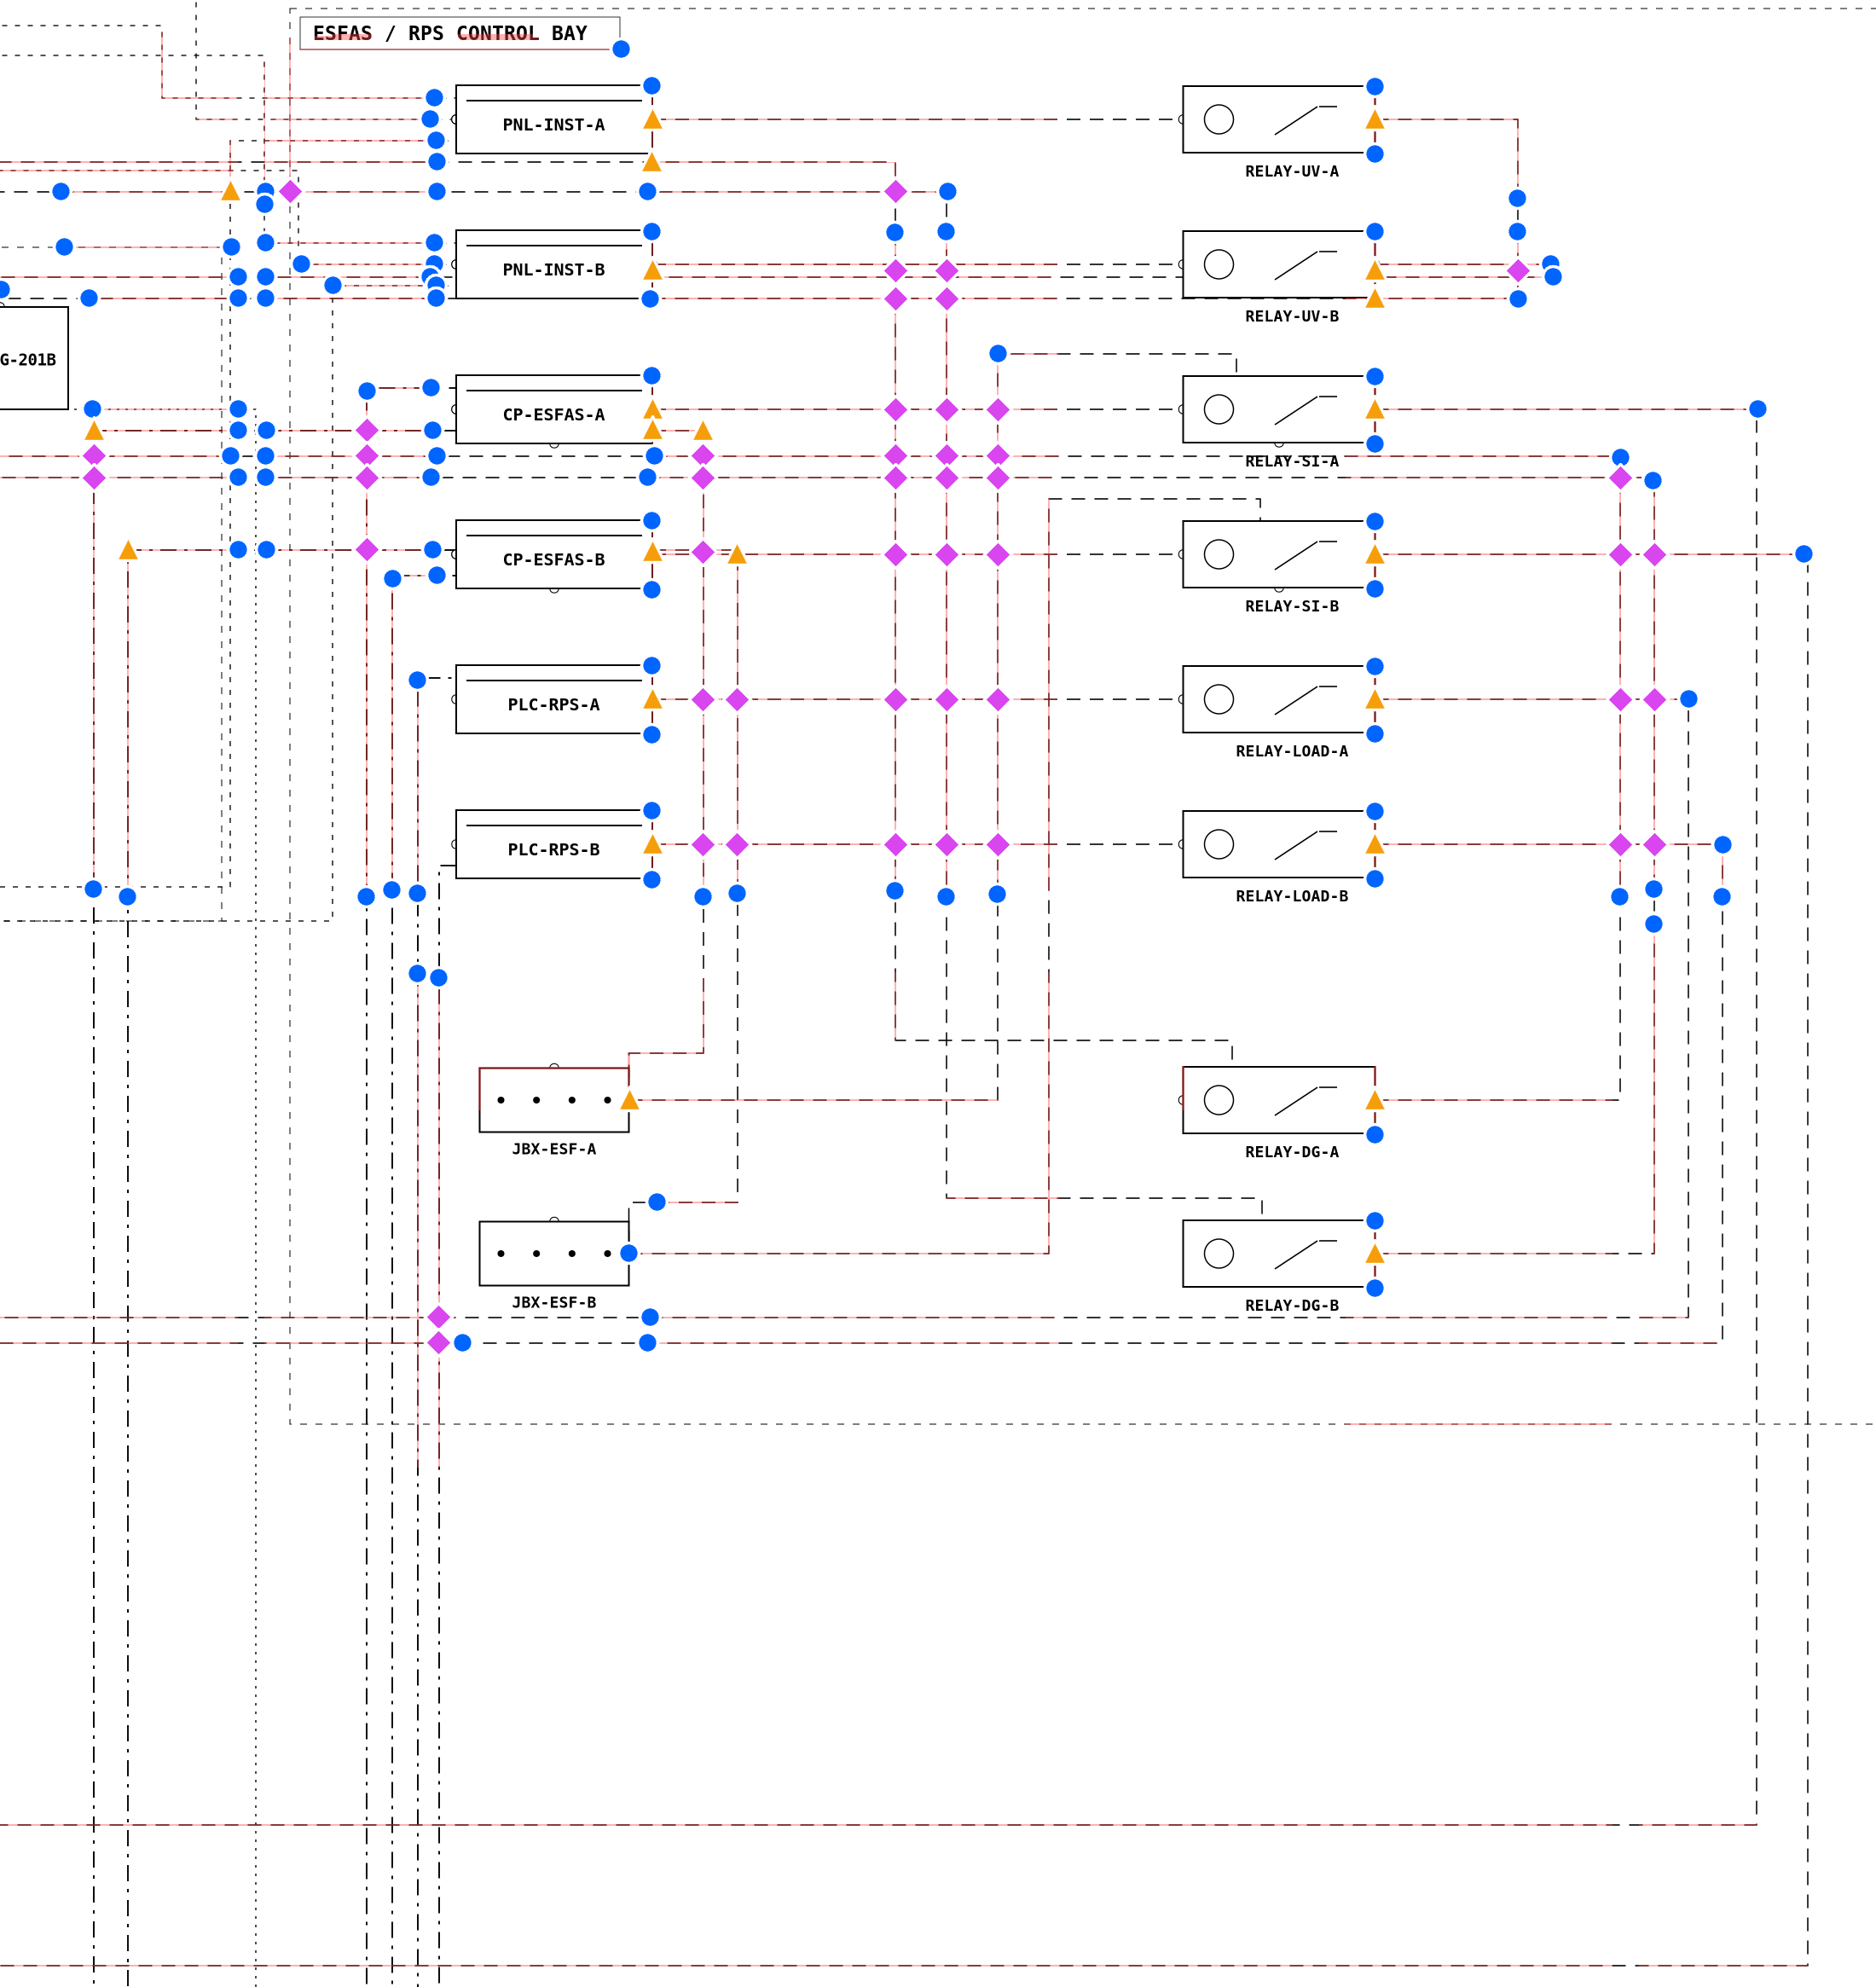 ESFAS / RPS CONTROL BAY
PNL-INST-A
RELAY-UV-A
PNL-INST-B
RELAY-UV-B
G-201B
CP-ESFAS-A
RELAY-SI-A
CP-ESFAS-B
RELAY-SI-B
PLC-RPS-A
RELAY-LOAD-A
PLC-RPS-B
RELAY-LOAD-B
JBX-ESF-A
RELAY-DG-A
JBX-ESF-B
RELAY-DG-B